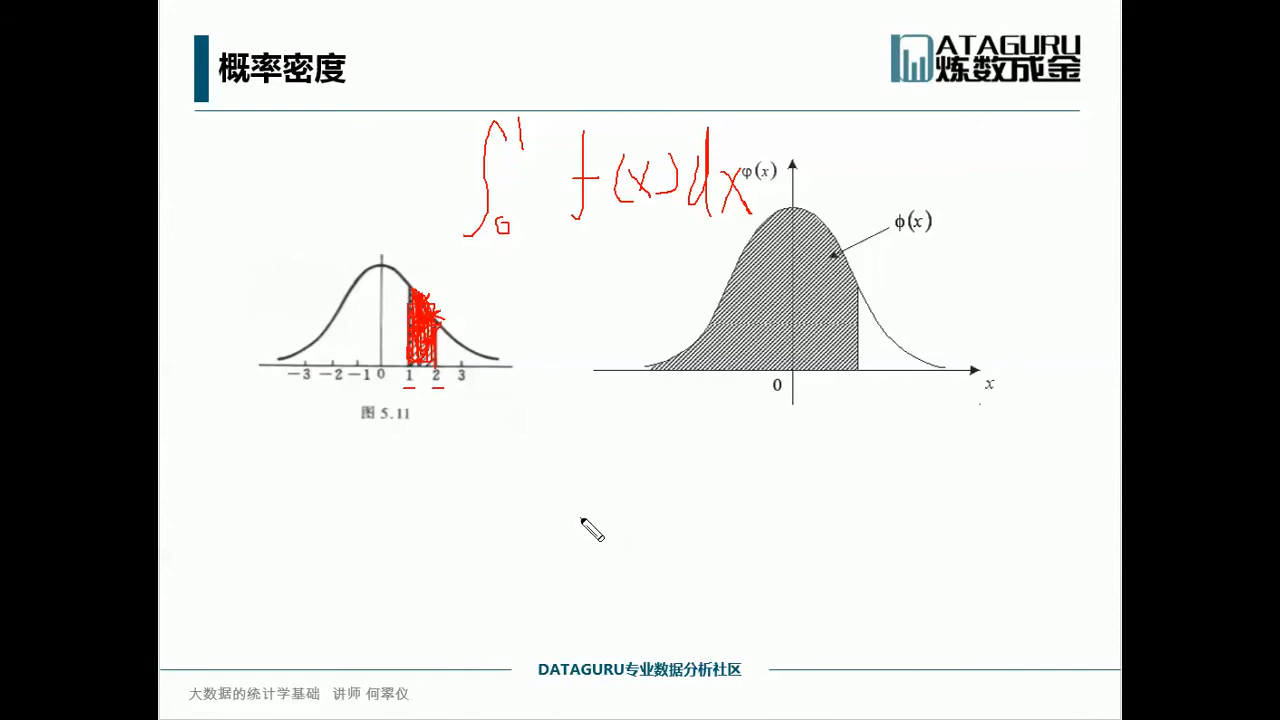 概率密度
DATAGURU
炼数成金
∫₀¹ f(x)dx
φ(x)
ϕ(x)
−3 −2 −1 0 1 2 3
图 5.11
0
x
DATAGURU专业数据分析社区
大数据的统计学基础 讲师 何翠仪